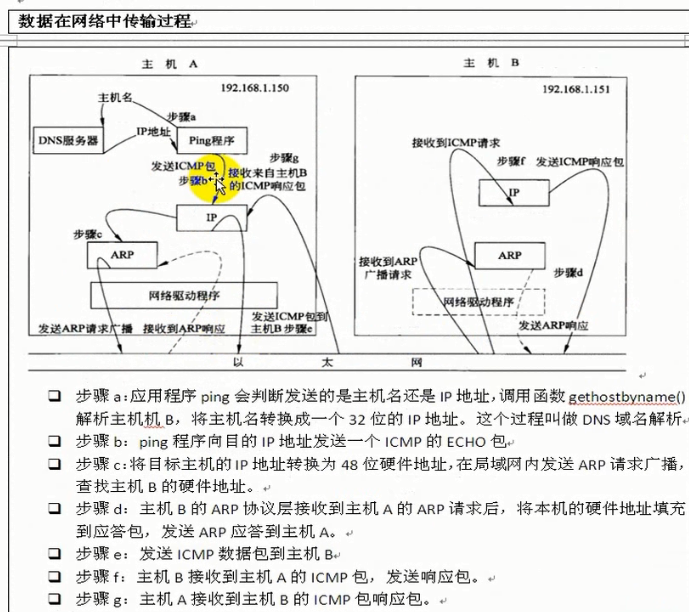 数据在网络中传输过程
主 机 A
主 机 B
192.168.1.150
192.168.1.151
主机名
步骤a
DNS服务器
IP地址
Ping程序
发送ICMP包
步骤b
步骤g
接收来自主机B
的ICMP响应包
IP
步骤c
ARP
网络驱动程序
发送ICMP包到
主机B 步骤e
发送ARP请求广播
接收到ARP响应
接收到ICMP请求
步骤f
发送ICMP响应包
IP
接收到ARP
广播请求
ARP
步骤d
网络驱动程序
发送ARP响应
以 太 网
步骤 a:应用程序 ping 会判断发送的是主机名还是 IP 地址,调用函数 gethostbyname()
解析主机机 B，将主机名转换成一个 32 位的 IP 地址。这个过程叫做 DNS 域名解析
步骤 b：ping 程序向目的 IP 地址发送一个 ICMP 的 ECHO 包
步骤 c:将目标主机的 IP 地址转换为 48 位硬件地址,在局域网内发送 ARP 请求广播，
查找主机 B 的硬件地址。
步骤 d：主机 B 的 ARP 协议层接收到主机 A 的 ARP 请求后，将本机的硬件地址填充
到应答包，发送 ARP 应答到主机 A。
步骤 e：发送 ICMP 数据包到主机 B
步骤 f：主机 B 接收到主机 A 的 ICMP 包，发送响应包。
步骤 g：主机 A 接收到主机 B 的 ICMP 包响应包。